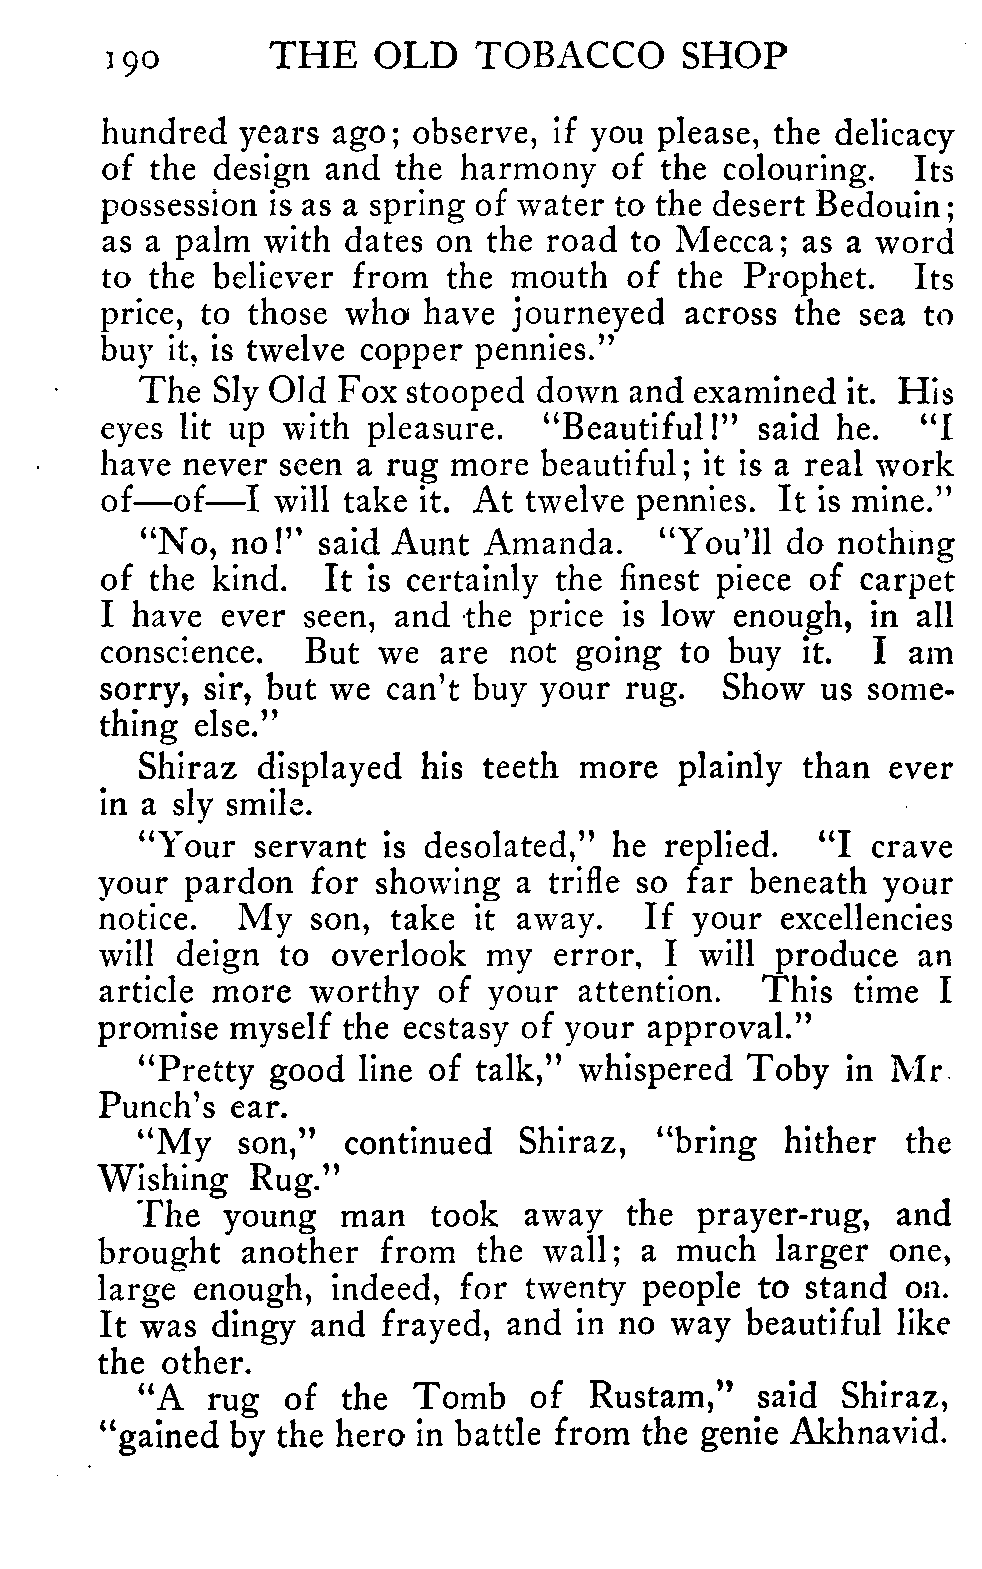 190 THE OLD TOBACCO SHOP
hundred years ago; observe, if you please, the delicacy
of the design and the harmony of the colouring. Its
possession is as a spring of water to the desert Bedouin;
as a palm with dates on the road to Mecca; as a word
to the believer from the mouth of the Prophet. Its
price, to those who have journeyed across the sea to
buy it, is twelve copper pennies."
The Sly Old Fox stooped down and examined it. His
eyes lit up with pleasure. "Beautiful!" said he. "I
have never seen a rug more beautiful; it is a real work
of—of—I will take it. At twelve pennies. It is mine."
"No, no!" said Aunt Amanda. "You'll do nothing
of the kind. It is certainly the finest piece of carpet
I have ever seen, and the price is low enough, in all
conscience. But we are not going to buy it. I am
sorry, sir, but we can't buy your rug. Show us some-
thing else."
Shiraz displayed his teeth more plainly than ever
in a sly smile.
"Your servant is desolated," he replied. "I crave
your pardon for showing a trifle so far beneath your
notice. My son, take it away. If your excellencies
will deign to overlook my error, I will produce an
article more worthy of your attention. This time I
promise myself the ecstasy of your approval."
"Pretty good line of talk," whispered Toby in Mr.
Punch's ear.
"My son," continued Shiraz, "bring hither the
Wishing Rug."
The young man took away the prayer-rug, and
brought another from the wall; a much larger one,
large enough, indeed, for twenty people to stand on.
It was dingy and frayed, and in no way beautiful like
the other.
"A rug of the Tomb of Rustam," said Shiraz,
"gained by the hero in battle from the genie Akhnavid.